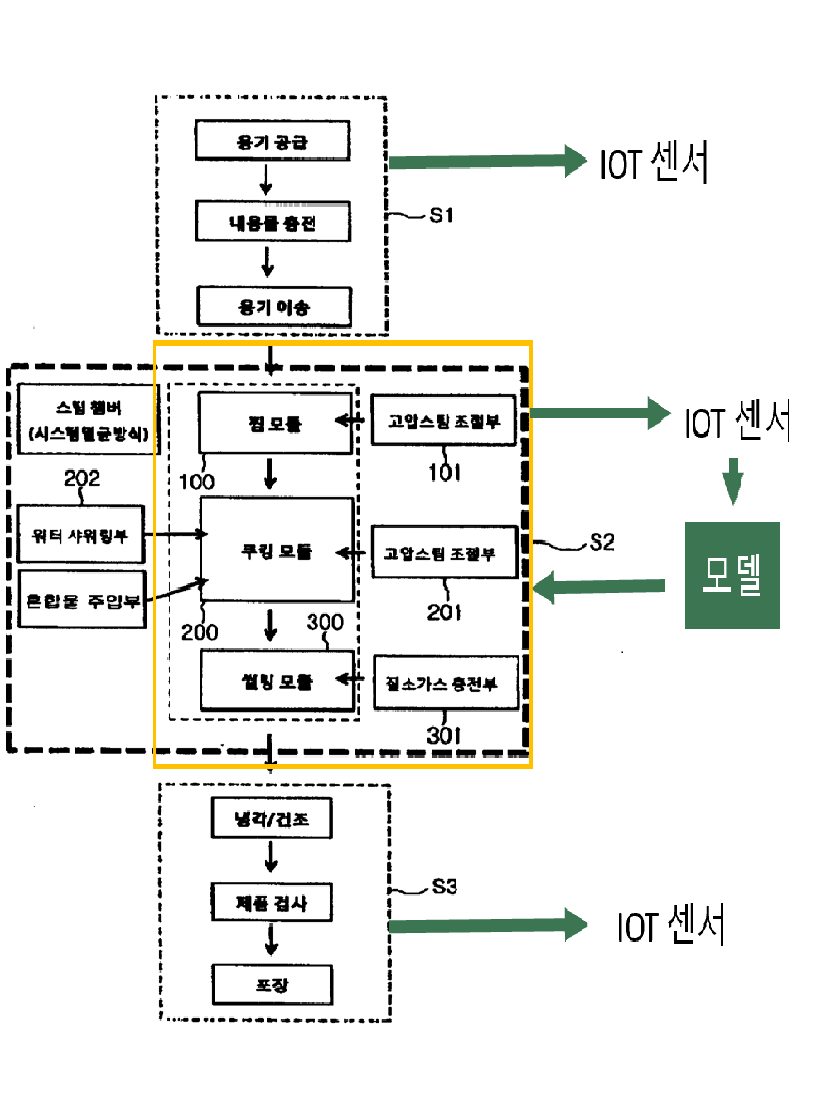 용기 공급
IOT 센서
내용물 충전
S1
용기 이송
스팀 챔버
(시스템멸균방식)
찜 모듈
고압스팀 조절부
IOT 센서
100
101
202
워터 샤워링부
쿠킹 모듈
고압스팀 조절부
S2
모델
혼합물 주입부
200
300
201
씰링 모듈
질소가스 충전부
301
냉각/건조
S3
제품 검사
IOT 센서
포장